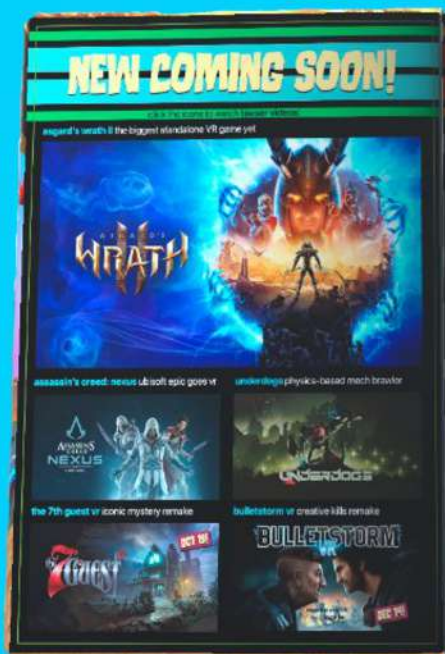 NEW COMING SOON!
click the icons to watch teaser videos!
asgard's wrath II the biggest standalone VR game yet
ASGARD'S
WRATH
II
assassin's creed: nexus ubisoft epic goes vr
underdogs physics-based mech brawler
ASSASSIN'S
CREED
NEXUS
UNDERDOGS
the 7th guest vr iconic mystery remake
bulletstorm vr creative kills remake
THE
7th
GUEST
OCT 19!
BULLETSTORM
VR
DEC 14!